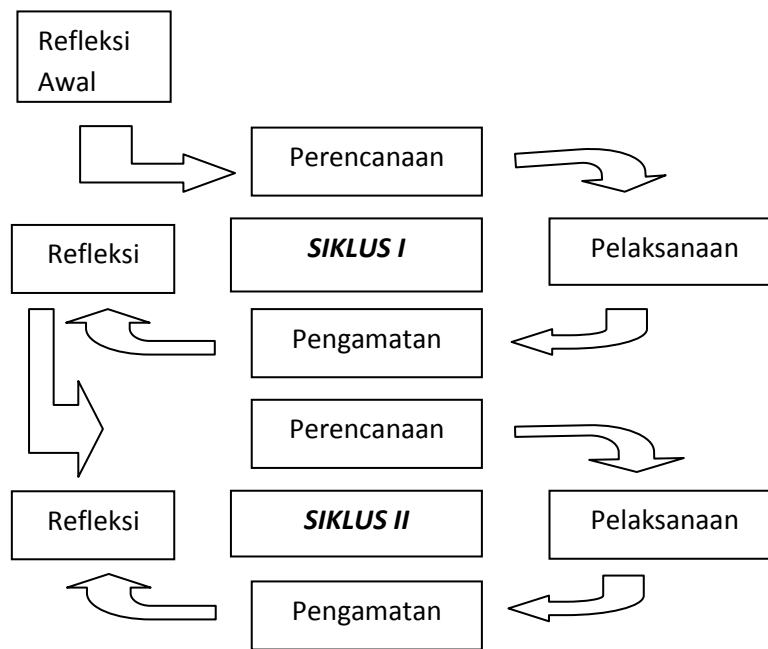 Refleksi
Awal
Perencanaan
Refleksi
SIKLUS I
Pelaksanaan
Pengamatan
Perencanaan
Refleksi
SIKLUS II
Pelaksanaan
Pengamatan